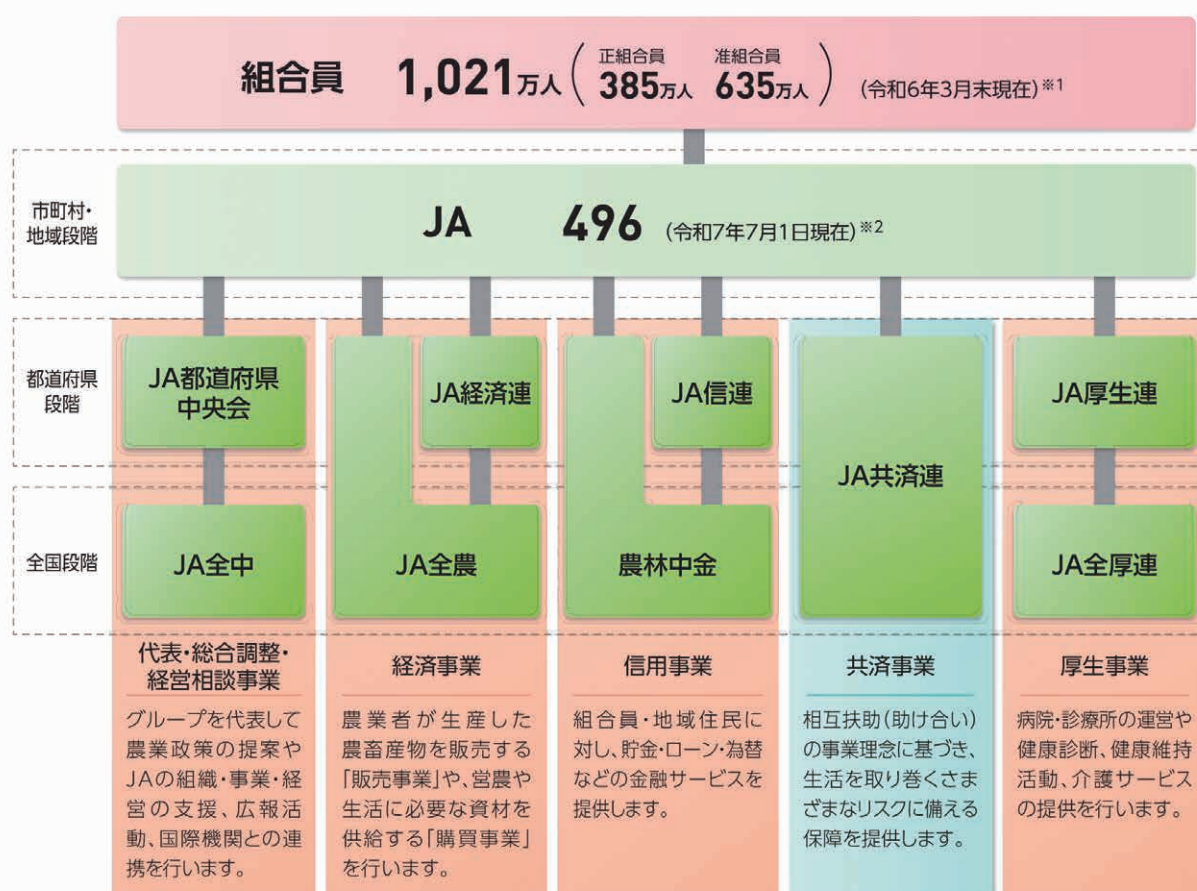 組合員 1,021万人(正組合員 385万人 准組合員 635万人) (令和6年3月末現在)※1
市町村・
地域段階
JA 496 (令和7年7月1日現在)※2
都道府県
段階
JA都道府県
中央会
JA経済連
JA信連
JA共済連
JA厚生連
全国段階
JA全中
JA全農
農林中金
JA全厚連
代表・総合調整・
経営相談事業
グループを代表して
農業政策の提案や
JAの組織・事業・経
営の支援、広報活
動、国際機関との連
携を行います。
経済事業
農業者が生産した
農畜産物を販売する
「販売事業」や、営農や
生活に必要な資材を
供給する「購買事業」
を行います。
信用事業
組合員・地域住民に
対し、貯金・ローン・為替
などの金融サービスを
提供します。
共済事業
相互扶助(助け合い)
の事業理念に基づき、
生活を取り巻くさま
ざまなリスクに備える
保障を提供します。
厚生事業
病院・診療所の運営や
健康診断、健康維持
活動、介護サービス
の提供を行います。